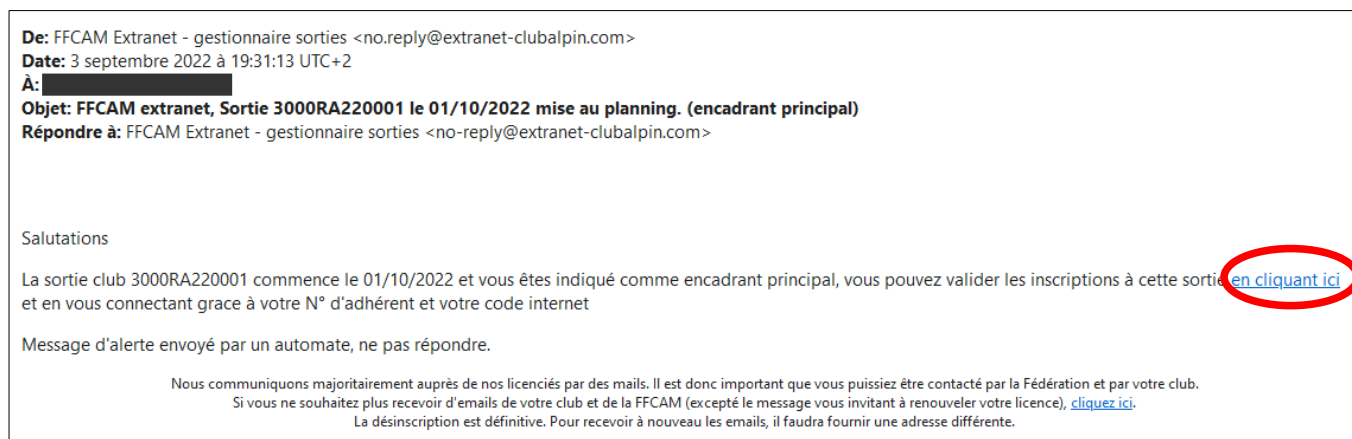 De: FFCAM Extranet - gestionnaire sorties <no.reply@extranet-clubalpin.com>
Date: 3 septembre 2022 à 19:31:13 UTC+2
À:
Objet: FFCAM extranet, Sortie 3000RA220001 le 01/10/2022 mise au planning. (encadrant principal)
Répondre à: FFCAM Extranet - gestionnaire sorties <no-reply@extranet-clubalpin.com>
Salutations
La sortie club 3000RA220001 commence le 01/10/2022 et vous êtes indiqué comme encadrant principal, vous pouvez valider les inscriptions à cette sortie en cliquant ici
et en vous connectant grace à votre N° d'adhérent et votre code internet
Message d'alerte envoyé par un automate, ne pas répondre.
Nous communiquons majoritairement auprès de nos licenciés par des mails. Il est donc important que vous puissiez être contacté par la Fédération et par votre club.
Si vous ne souhaitez plus recevoir d'emails de votre club et de la FFCAM (excepté le message vous invitant à renouveler votre licence), cliquez ici.
La désinscription est définitive. Pour recevoir à nouveau les emails, il faudra fournir une adresse différente.